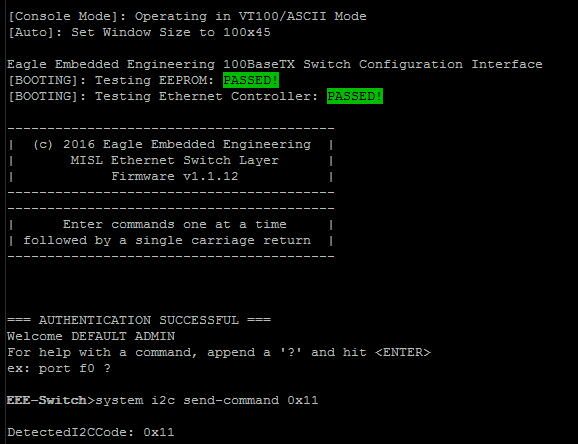 [Console Mode]: Operating in VT100/ASCII Mode
[Auto]: Set Window Size to 100x45
Eagle Embedded Engineering 100BaseTX Switch Configuration Interface
[BOOTING]: Testing EEPROM: PASSED!
[BOOTING]: Testing Ethernet Controller: PASSED!
-----------------------------------------
|  (c) 2016 Eagle Embedded Engineering  |
|       MISL Ethernet Switch Layer      |
|            Firmware v1.1.12           |
-----------------------------------------
-----------------------------------------
|      Enter commands one at a time     |
| followed by a single carriage return  |
-----------------------------------------
=== AUTHENTICATION SUCCESSFUL ===
Welcome DEFAULT ADMIN
For help with a command, append a '?' and hit <ENTER>
ex: port f0 ?
EEE-Switch>system i2c send-command 0x11
DetectedI2CCode: 0x11